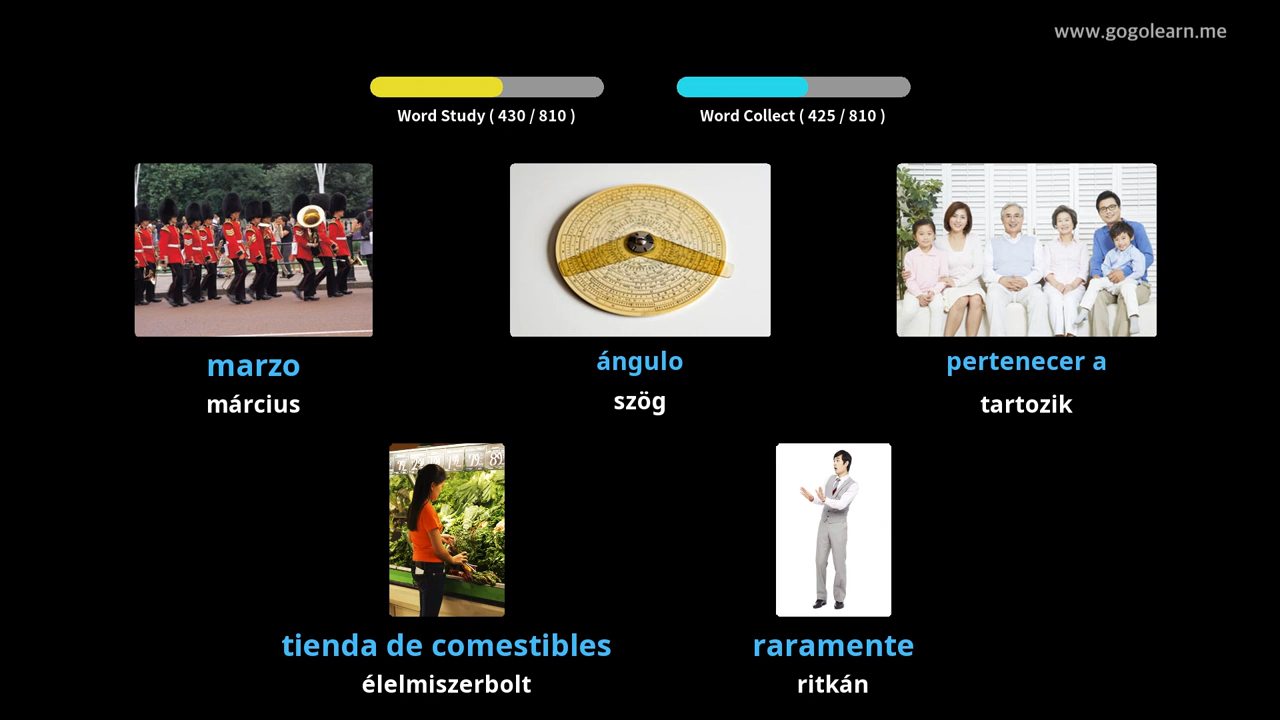 www.gogolearn.me
Word Study ( 430 / 810 )
Word Collect ( 425 / 810 )
marzo
március
ángulo
szög
pertenecer a
tartozik
tienda de comestibles
élelmiszerbolt
raramente
ritkán